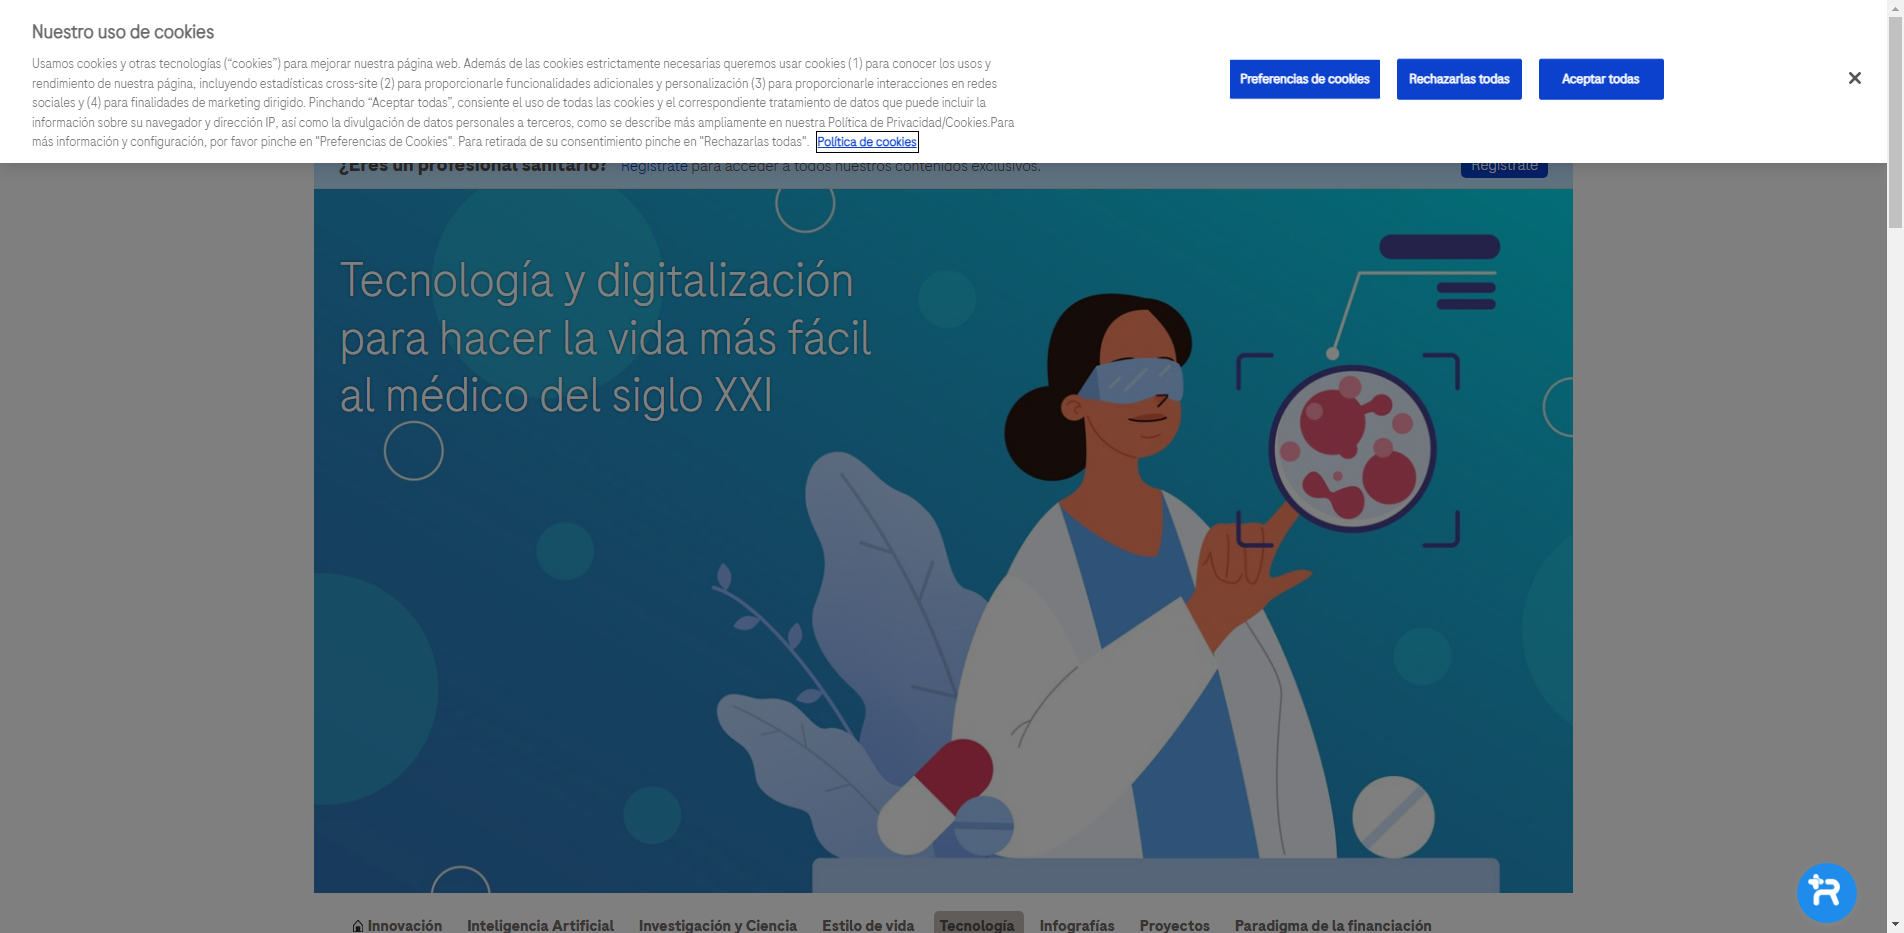 Nuestro uso de cookies
Usamos cookies y otras tecnologías (“cookies”) para mejorar nuestra página web. Además de las cookies estrictamente necesarias queremos usar cookies (1) para conocer los usos y
rendimiento de nuestra página, incluyendo estadísticas cross-site (2) para proporcionarle funcionalidades adicionales y personalización (3) para proporcionarle interacciones en redes
sociales y (4) para finalidades de marketing dirigido. Pinchando “Aceptar todas”, consiente el uso de todas las cookies y el correspondiente tratamiento de datos que puede incluir la
información sobre su navegador y dirección IP, así como la divulgación de datos personales a terceros, como se describe más ampliamente en nuestra Política de Privacidad/Cookies.Para
más información y configuración, por favor pinche en "Preferencias de Cookies". Para retirada de su consentimiento pinche en "Rechazarlas todas". Política de cookies
Preferencias de cookies Rechazarlas todas Aceptar todas
¿Eres un profesional sanitario? Regístrate para acceder a todos nuestros contenidos exclusivos. Regístrate
Tecnología y digitalización
para hacer la vida más fácil
al médico del siglo XXI
Innovación Inteligencia Artificial Investigación y Ciencia Estilo de vida Tecnología Infografías Proyectos Paradigma de la financiación